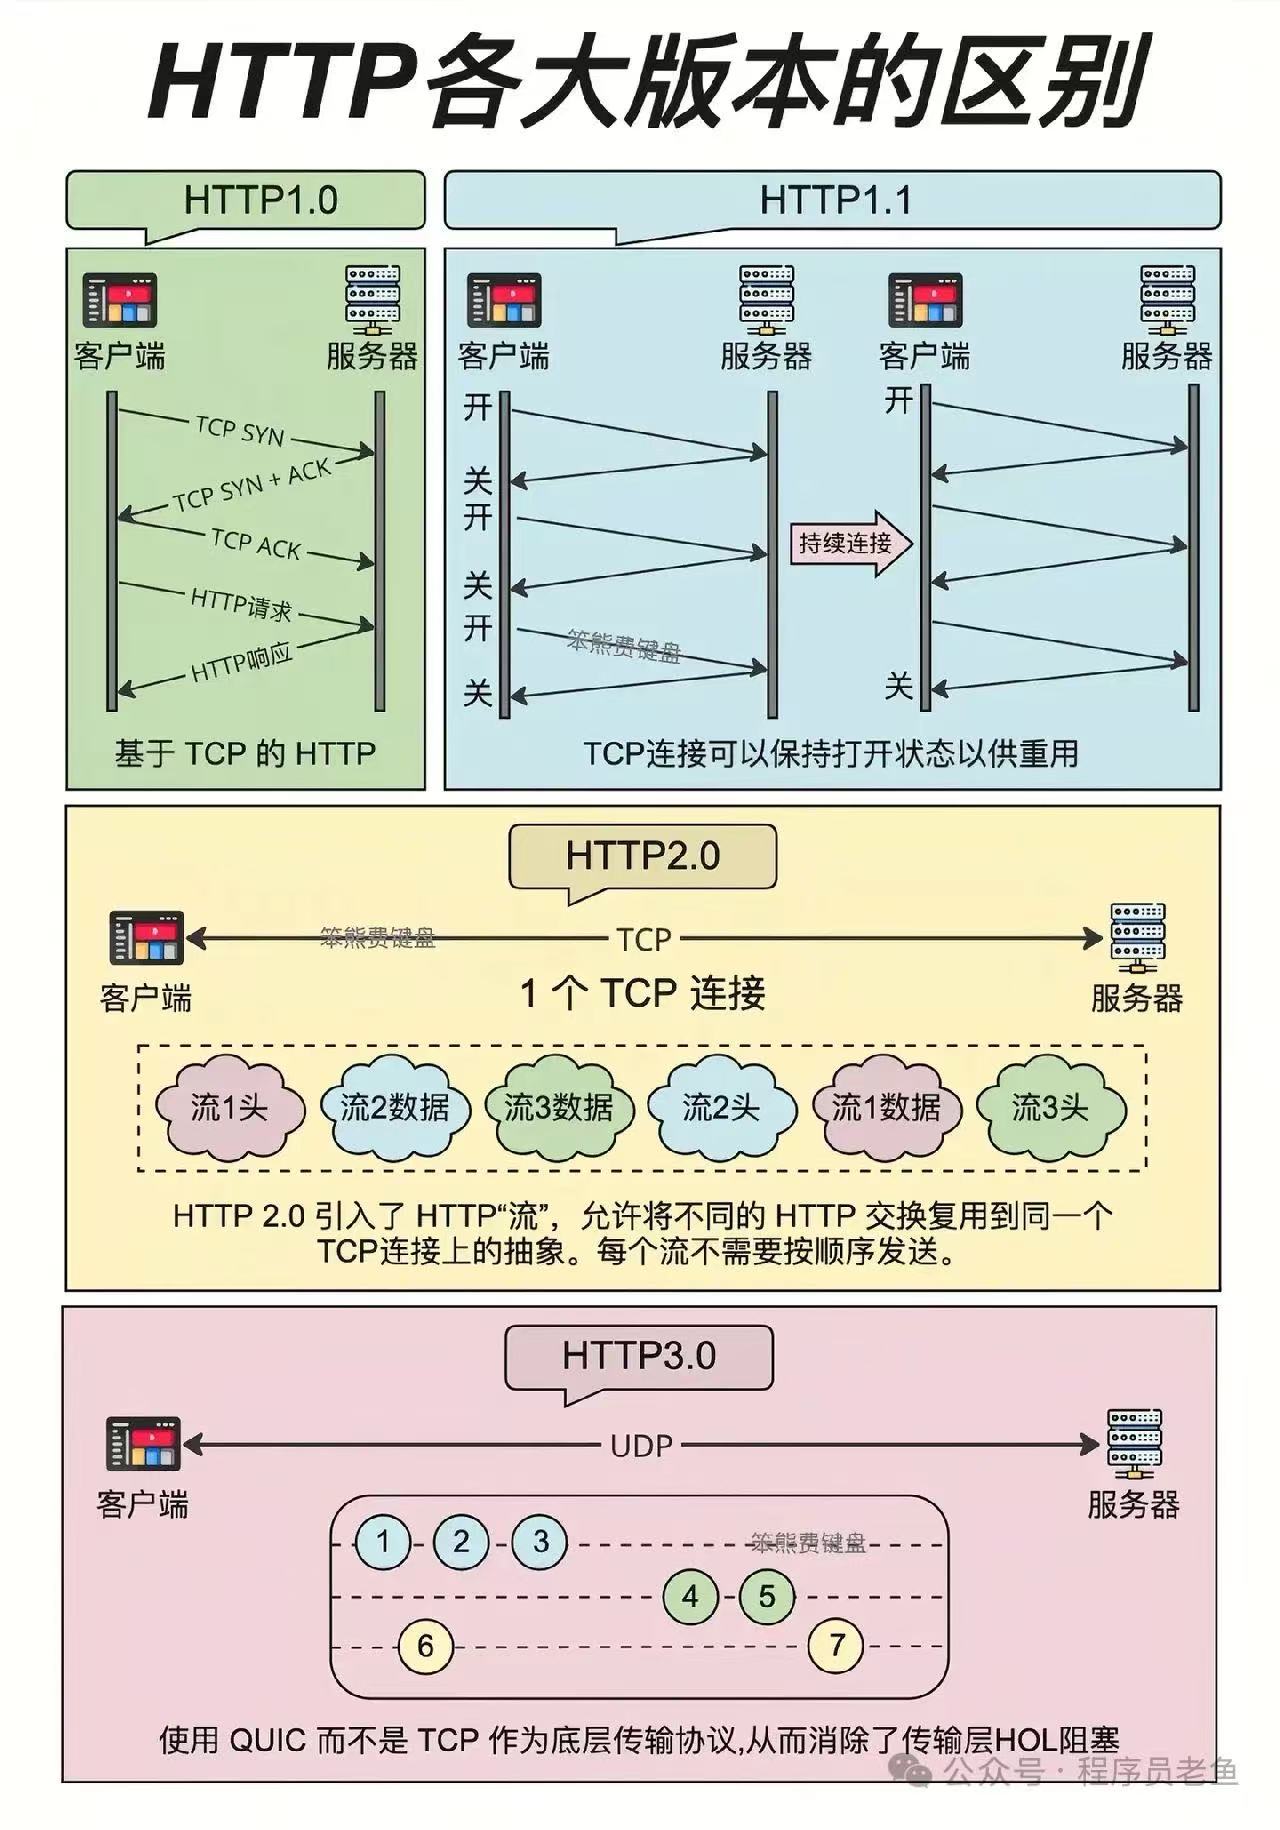 HTTP各大版本的区别
HTTP1.0
HTTP1.1
客户端
服务器
TCP SYN
TCP SYN + ACK
TCP ACK
HTTP请求
HTTP响应
基于 TCP 的 HTTP
客户端
服务器
开
关
开
关
开
笨熊费键盘
关
持续连接
客户端
服务器
开
关
TCP连接可以保持打开状态以供重用
HTTP2.0
笨熊费键盘
TCP
客户端
1 个 TCP 连接
服务器
流1头
流2数据
流3数据
流2头
流1数据
流3头
HTTP 2.0 引入了 HTTP“流”，允许将不同的 HTTP 交换复用到同一个
TCP连接上的抽象。每个流不需要按顺序发送。
HTTP3.0
UDP
客户端
服务器
1
2
3
笨熊费键盘
4
5
6
7
使用 QUIC 而不是 TCP 作为底层传输协议,从而消除了传输层HOL阻塞
公众号·程序员老鱼